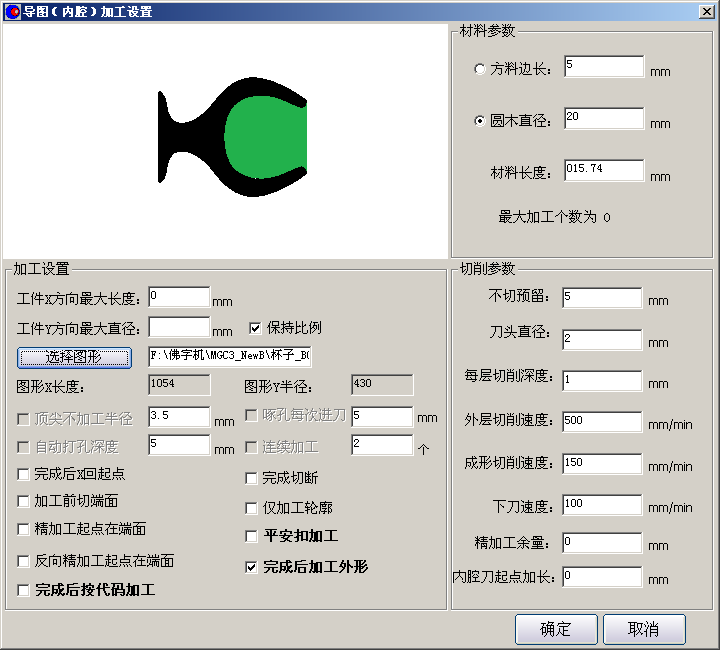 导图(内腔)加工设置
材料参数
方料边长: 5 mm
圆木直径: 20 mm
材料长度: 015.74 mm
最大加工个数为 0
加工设置
工件X方向最大长度: 0 mm
工件Y方向最大直径: mm 保持比例
选择图形 F:\佛字机\MGC3_NewB\杯子_B(
图形X长度: 1054 图形Y半径: 430
顶尖不加工半径 3.5 mm 啄孔每次进刀 5 mm
自动打孔深度 5 mm 连续加工 2 个
完成后X回起点 完成切断
加工前切端面 仅加工轮廓
精加工起点在端面 平安扣加工
反向精加工起点在端面 完成后加工外形
完成后按代码加工
切削参数
不切预留: 5 mm
刀头直径: 2 mm
每层切削深度: 1 mm
外层切削速度: 500 mm/min
成形切削速度: 150 mm/min
下刀速度: 100 mm/min
精加工余量: 0 mm
内腔刀起点加长: 0 mm
确定 取消